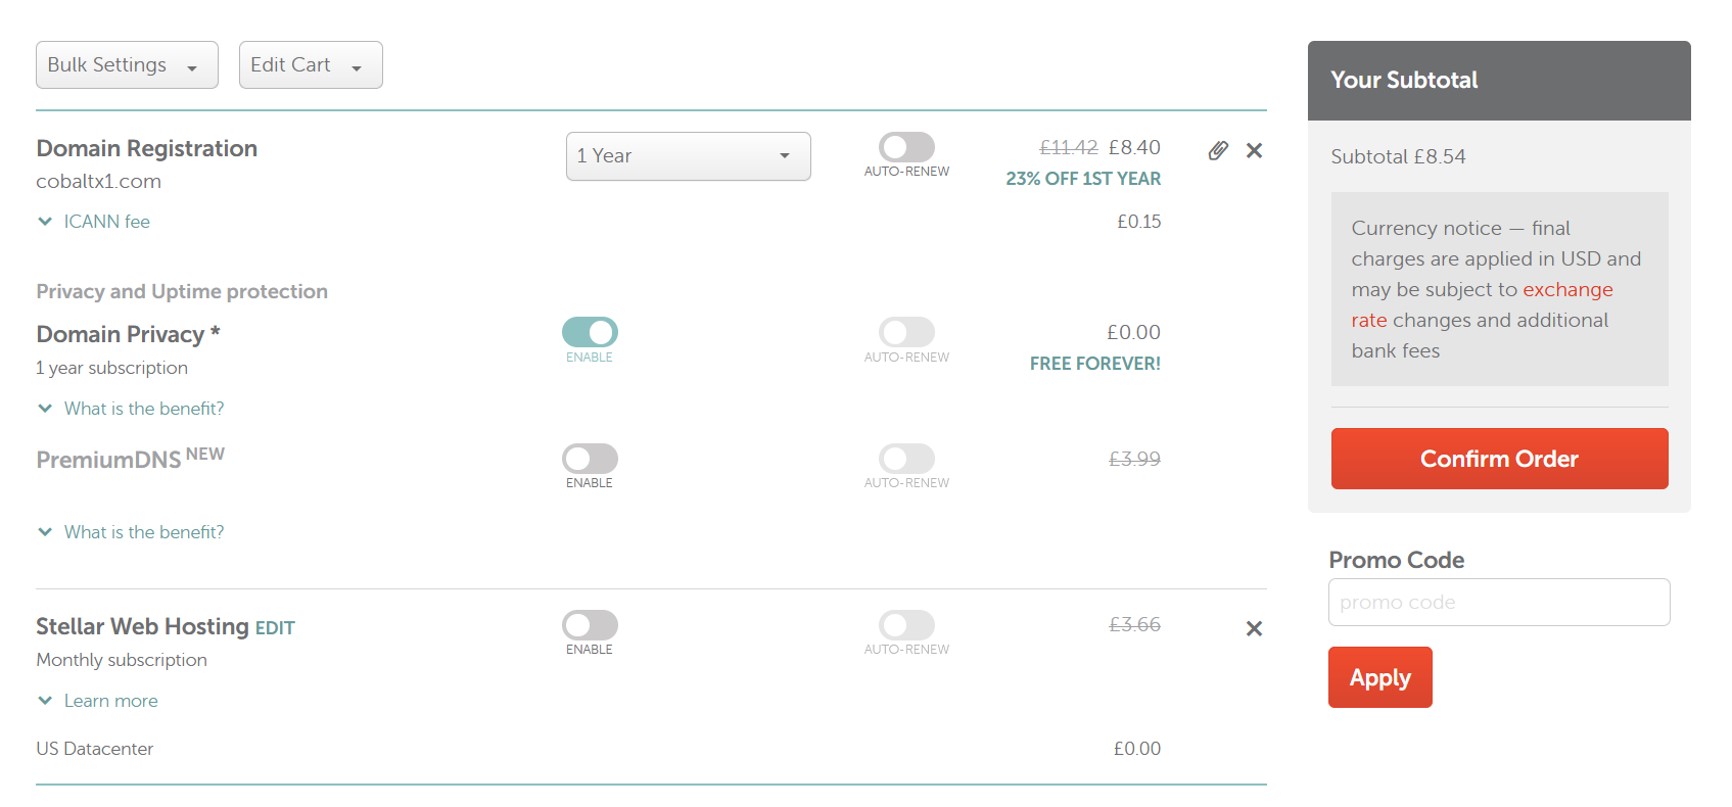 Bulk Settings
Edit Cart
Domain Registration
cobaltx1.com
ICANN fee
1 Year
AUTO-RENEW
£11.42 £8.40
23% OFF 1ST YEAR
£0.15
Privacy and Uptime protection
Domain Privacy *
1 year subscription
What is the benefit?
ENABLE
AUTO-RENEW
£0.00
FREE FOREVER!
PremiumDNS NEW
ENABLE
AUTO-RENEW
£3.99
What is the benefit?
Stellar Web Hosting EDIT
Monthly subscription
Learn more
ENABLE
AUTO-RENEW
£3.66
US Datacenter
£0.00
Your Subtotal
Subtotal £8.54
Currency notice — final
charges are applied in USD and
may be subject to exchange
rate changes and additional
bank fees
Confirm Order
Promo Code
promo code
Apply